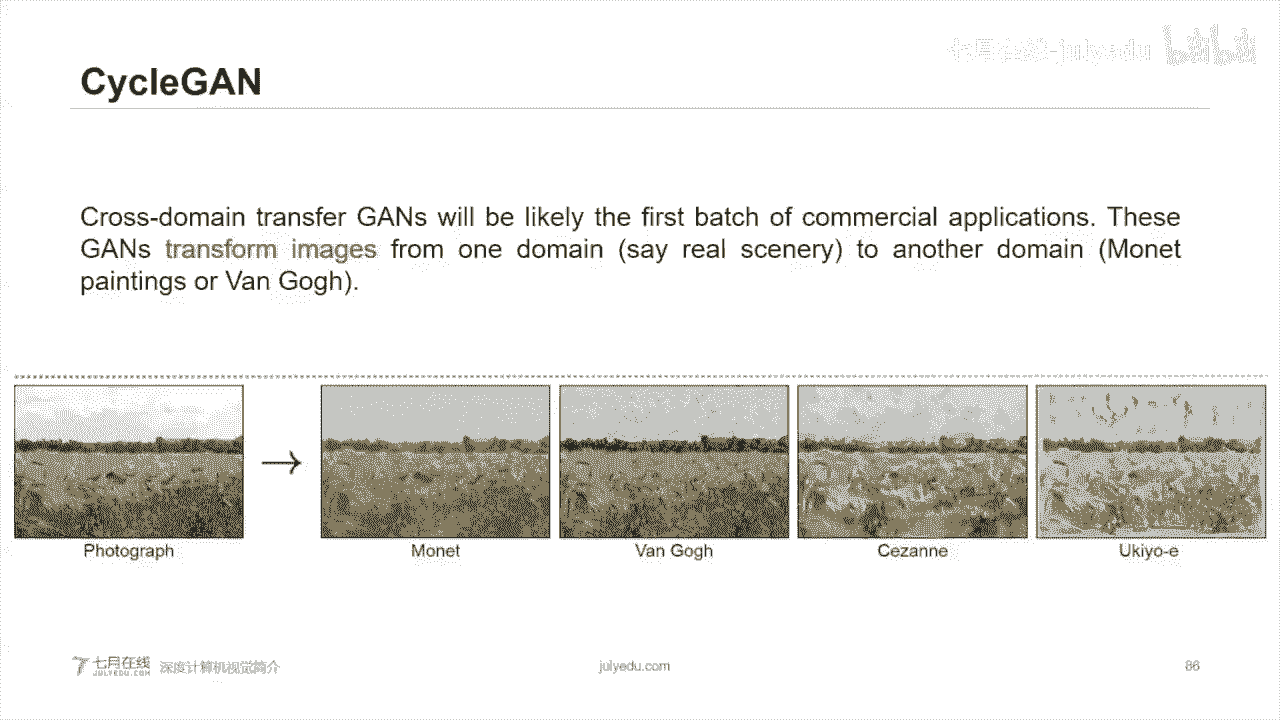 七月在线-julyedu bilibili
CycleGAN
Cross-domain transfer GANs will be likely the first batch of commercial applications. These
GANs transform images from one domain (say real scenery) to another domain (Monet
paintings or Van Gogh).
Photograph
Monet
Van Gogh
Cezanne
Ukiyo-e
七月在线
JULYEDU.COM
深度计算机视觉简介
julyedu.com
86